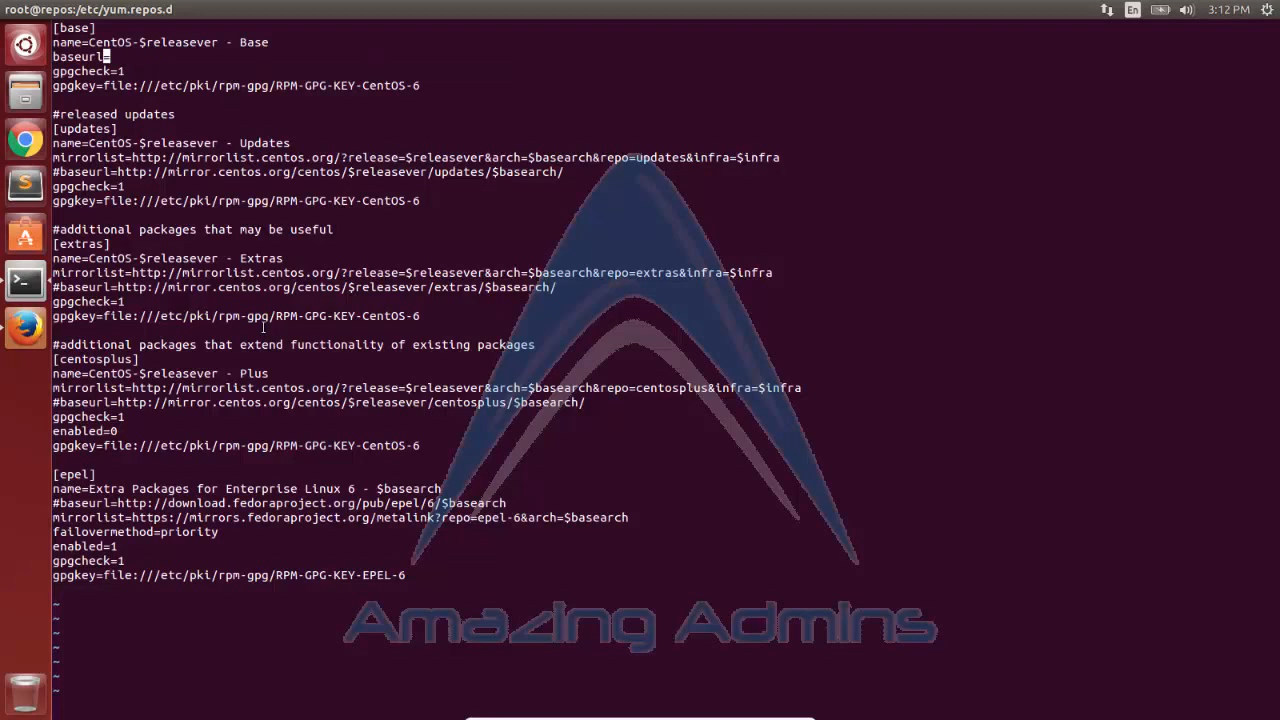 root@repos:/etc/yum.repos.d
En
3:12 PM
[base]
name=CentOS-$releasever - Base
baseurl=
gpgcheck=1
gpgkey=file:///etc/pki/rpm-gpg/RPM-GPG-KEY-CentOS-6
#released updates
[updates]
name=CentOS-$releasever - Updates
mirrorlist=http://mirrorlist.centos.org/?release=$releasever&arch=$basearch&repo=updates&infra=$infra
#baseurl=http://mirror.centos.org/centos/$releasever/updates/$basearch/
gpgcheck=1
gpgkey=file:///etc/pki/rpm-gpg/RPM-GPG-KEY-CentOS-6
#additional packages that may be useful
[extras]
name=CentOS-$releasever - Extras
mirrorlist=http://mirrorlist.centos.org/?release=$releasever&arch=$basearch&repo=extras&infra=$infra
#baseurl=http://mirror.centos.org/centos/$releasever/extras/$basearch/
gpgcheck=1
gpgkey=file:///etc/pki/rpm-gpg/RPM-GPG-KEY-CentOS-6
#additional packages that extend functionality of existing packages
[centosplus]
name=CentOS-$releasever - Plus
mirrorlist=http://mirrorlist.centos.org/?release=$releasever&arch=$basearch&repo=centosplus&infra=$infra
#baseurl=http://mirror.centos.org/centos/$releasever/centosplus/$basearch/
gpgcheck=1
enabled=0
gpgkey=file:///etc/pki/rpm-gpg/RPM-GPG-KEY-CentOS-6
[epel]
name=Extra Packages for Enterprise Linux 6 - $basearch
#baseurl=http://download.fedoraproject.org/pub/epel/6/$basearch
mirrorlist=https://mirrors.fedoraproject.org/metalink?repo=epel-6&arch=$basearch
failovermethod=priority
enabled=1
gpgcheck=1
gpgkey=file:///etc/pki/rpm-gpg/RPM-GPG-KEY-EPEL-6
~
~
~
~
~
~
~
Amazing Admins